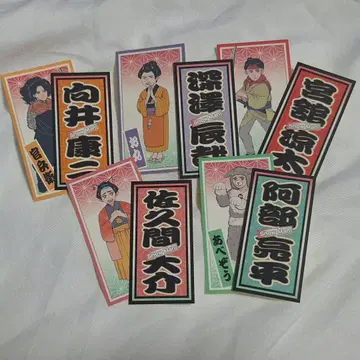 向井
康二
深澤
辰哉
宮舘
涼太
佐久間
大介
阿部
亮平
あべぞう